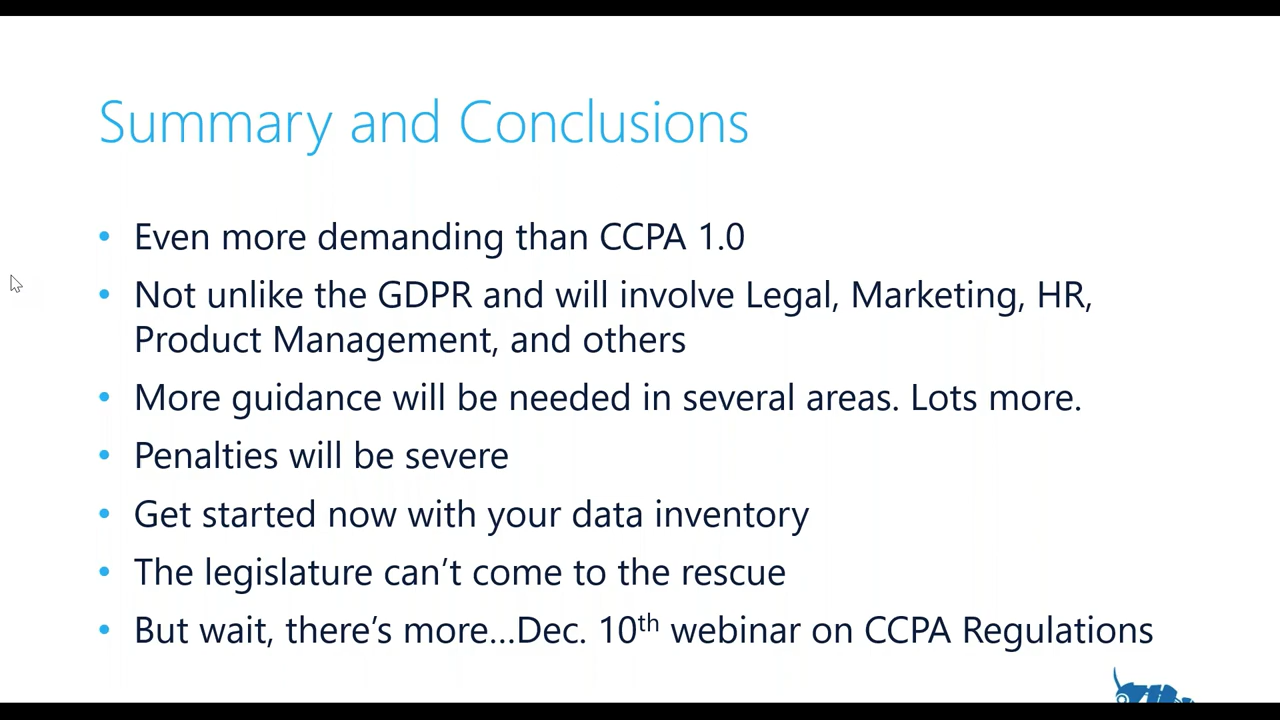 Summary and Conclusions
• Even more demanding than CCPA 1.0
• Not unlike the GDPR and will involve Legal, Marketing, HR,
Product Management, and others
• More guidance will be needed in several areas. Lots more.
• Penalties will be severe
• Get started now with your data inventory
• The legislature can’t come to the rescue
• But wait, there’s more...Dec. 10th webinar on CCPA Regulations